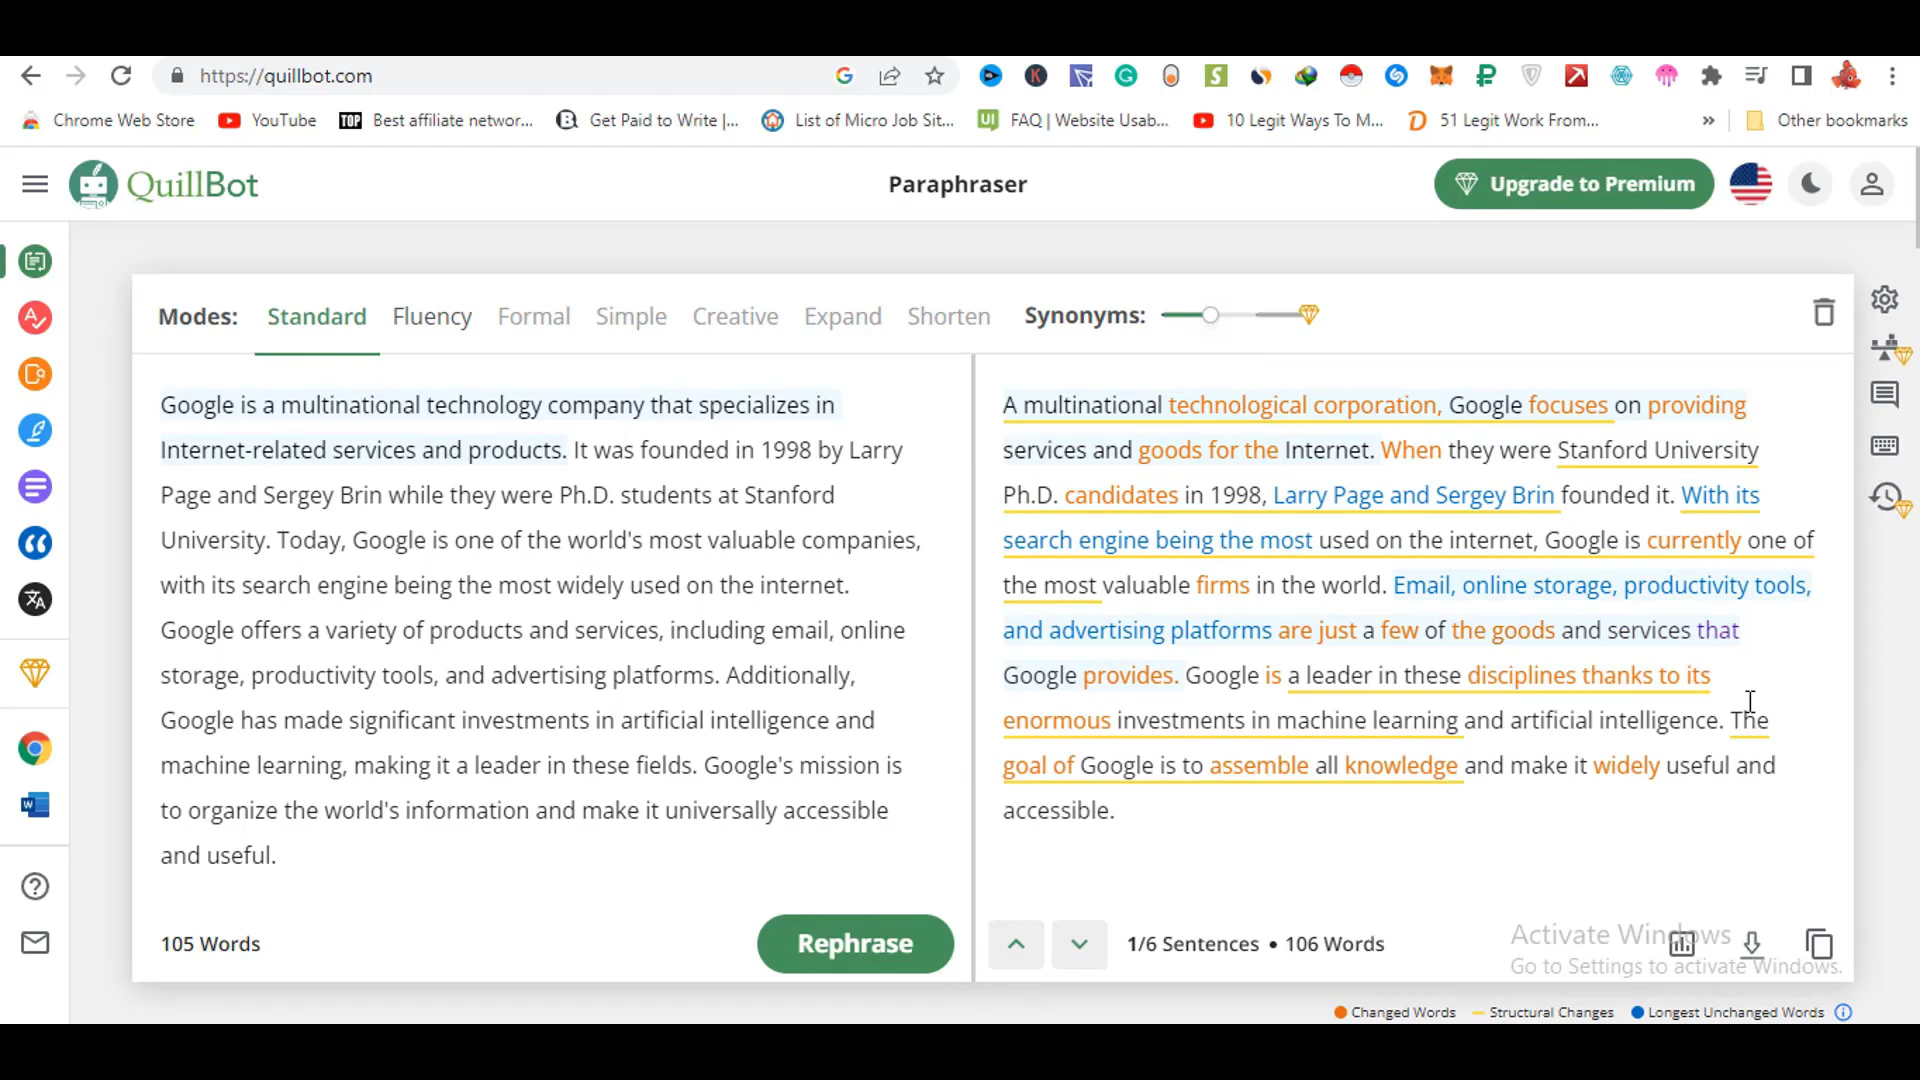 https://quillbot.com
Chrome Web Store YouTube TOP Best affiliate networ... Get Paid to Write |... List of Micro Job Sit... UI FAQ | Website Usab... 10 Legit Ways To M... 51 Legit Work From... » Other bookmarks
QuillBot Paraphraser Upgrade to Premium
Modes: Standard Fluency Formal Simple Creative Expand Shorten Synonyms:
Google is a multinational technology company that specializes in
Internet-related services and products. It was founded in 1998 by Larry
Page and Sergey Brin while they were Ph.D. students at Stanford
University. Today, Google is one of the world's most valuable companies,
with its search engine being the most widely used on the internet.
Google offers a variety of products and services, including email, online
storage, productivity tools, and advertising platforms. Additionally,
Google has made significant investments in artificial intelligence and
machine learning, making it a leader in these fields. Google's mission is
to organize the world's information and make it universally accessible
and useful.
105 Words Rephrase
A multinational technological corporation, Google focuses on providing
services and goods for the Internet. When they were Stanford University
Ph.D. candidates in 1998, Larry Page and Sergey Brin founded it. With its
search engine being the most used on the internet, Google is currently one of
the most valuable firms in the world. Email, online storage, productivity tools,
and advertising platforms are just a few of the goods and services that
Google provides. Google is a leader in these disciplines thanks to its
enormous investments in machine learning and artificial intelligence. The
goal of Google is to assemble all knowledge and make it widely useful and
accessible.
1/6 Sentences • 106 Words
Activate Windows
Go to Settings to activate Windows.
Changed Words Structural Changes Longest Unchanged Words